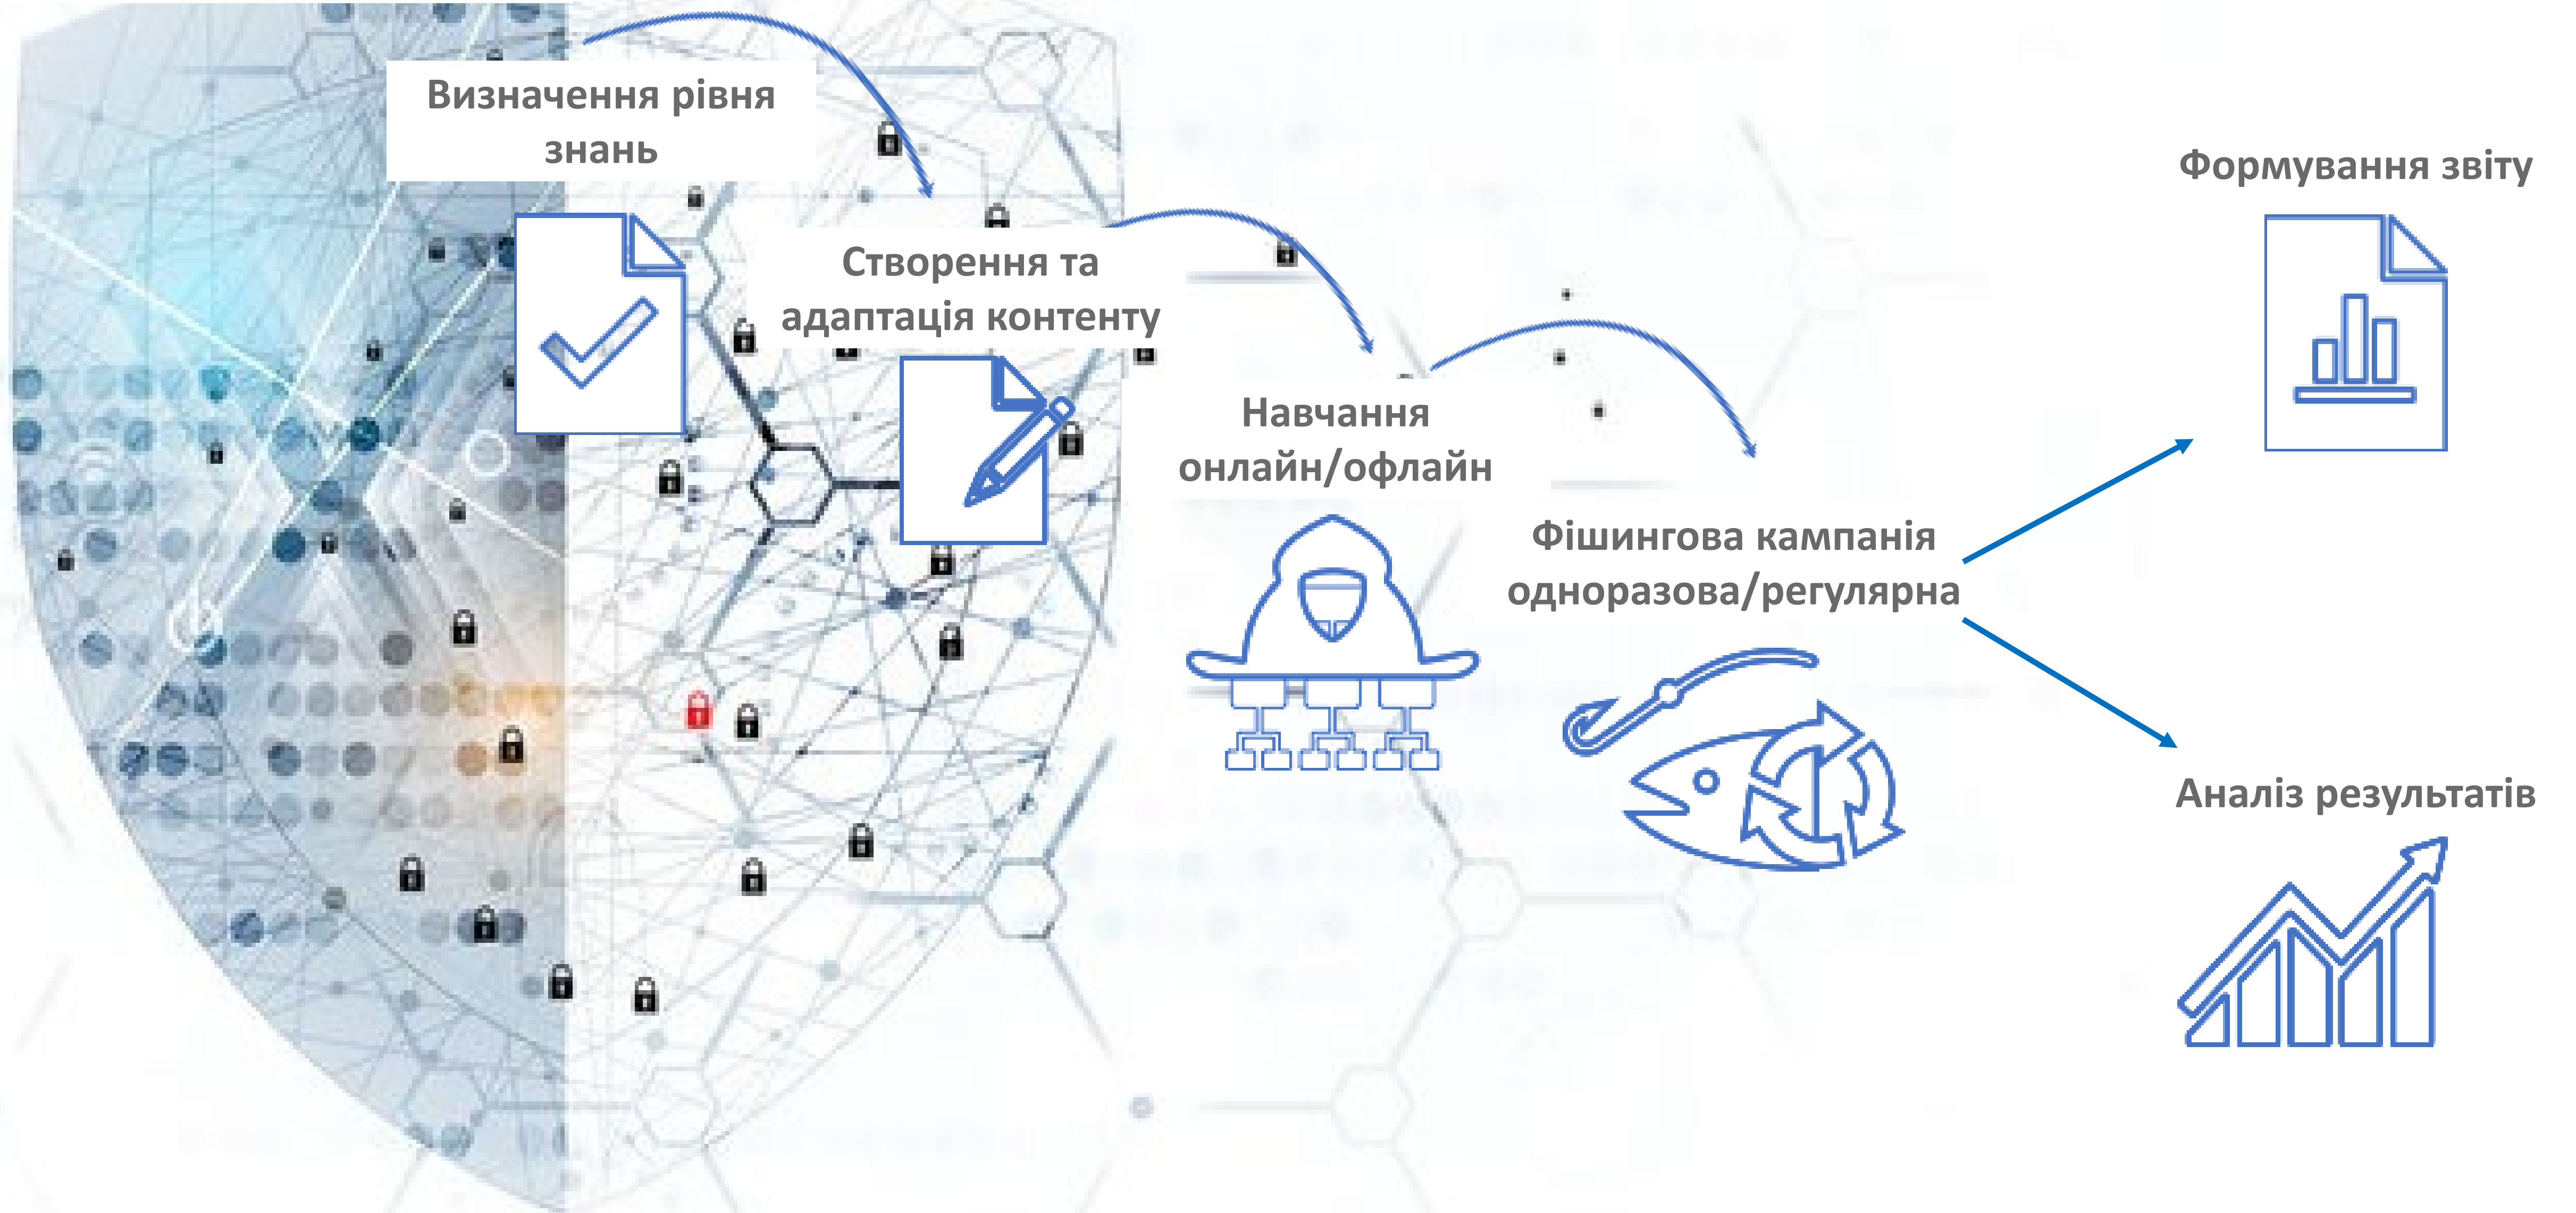 Визначення рівня
знань
Створення та
адаптація контенту
Навчання
онлайн/офлайн
Фішингова кампанія
одноразова/регулярна
Формування звіту
Аналіз результатів